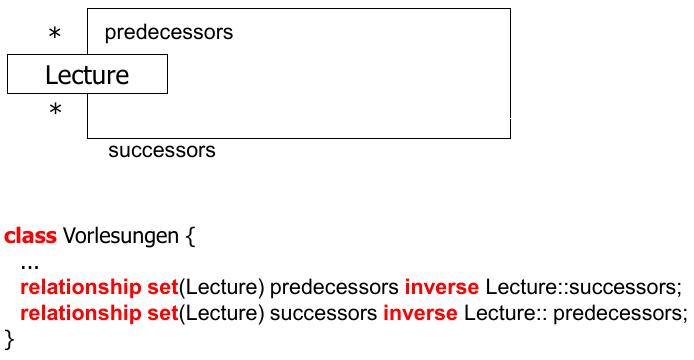 * predecessors
Lecture
*
successors
class Vorlesungen {
...
relationship set(Lecture) predecessors inverse Lecture::successors;
relationship set(Lecture) successors inverse Lecture:: predecessors;
}